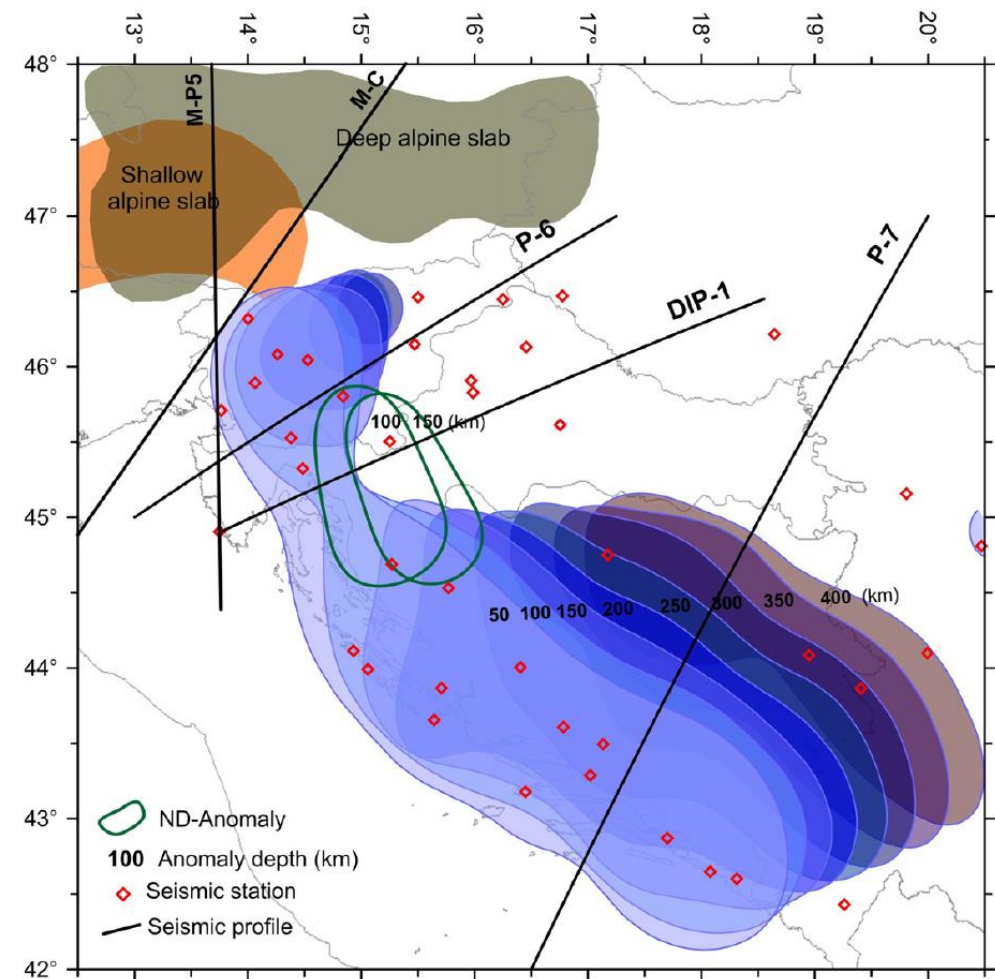 13° 14° 15° 16° 17° 18° 19° 20°
48°
M-P5
M-C
Deep alpine slab
Shallow
alpine slab
47°
P-6
P-7
DIP-1
46°
100 150 (km)
45°
50 100 150 200 250 300 350 400 (km)
44°
43°
ND-Anomaly
100 Anomaly depth (km)
Seismic station
Seismic profile
42°